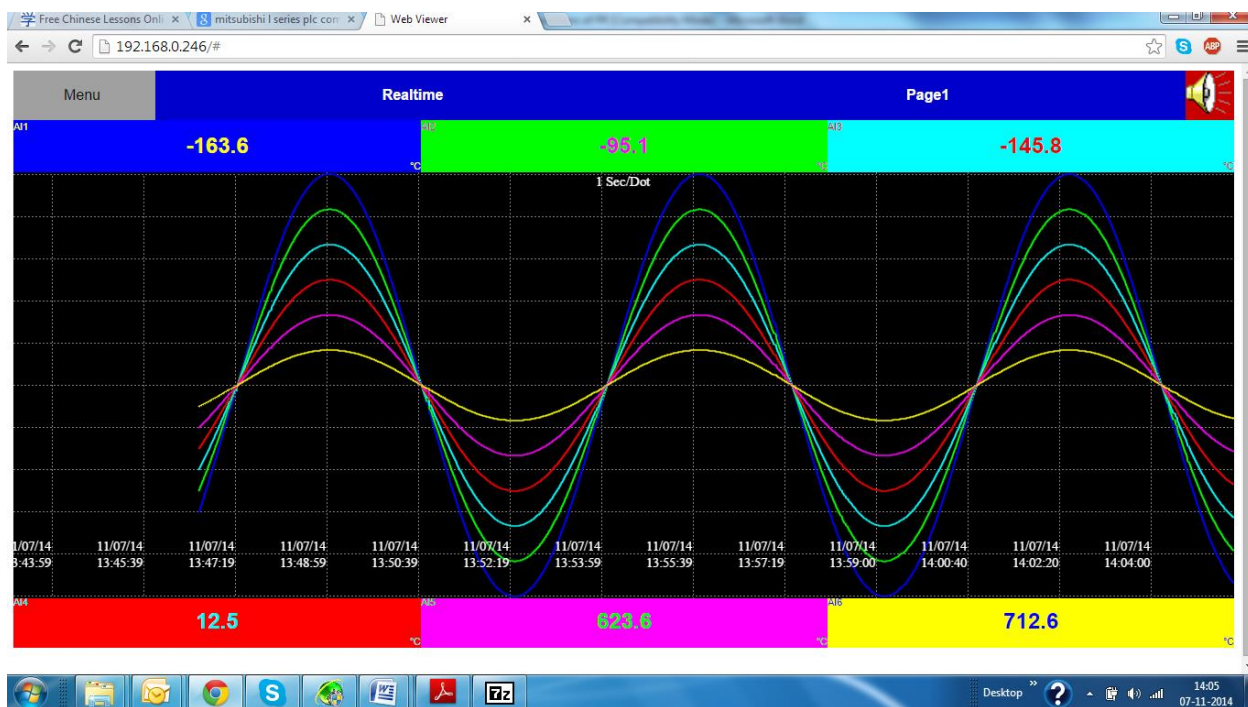 Free Chinese Lessons Onli
mitsubishi l series plc com
Web Viewer
192.168.0.246/#
Menu
Realtime
Page1
AI1
-163.6
°C
AI2
-95.1
°C
AI3
-145.8
°C
1 Sec/Dot
1/07/14 11/07/14 11/07/14 11/07/14 11/07/14 11/07/14 11/07/14 11/07/14 11/07/14 11/07/14 11/07/14 11/07/14 11/07/14
3:43:59 13:45:39 13:47:19 13:48:59 13:50:39 13:52:19 13:53:59 13:55:39 13:57:19 13:59:00 14:00:40 14:02:20 14:04:00
AI4
12.5
°C
AI5
623.6
°C
AI6
712.6
°C
Desktop
14:05
07-11-2014